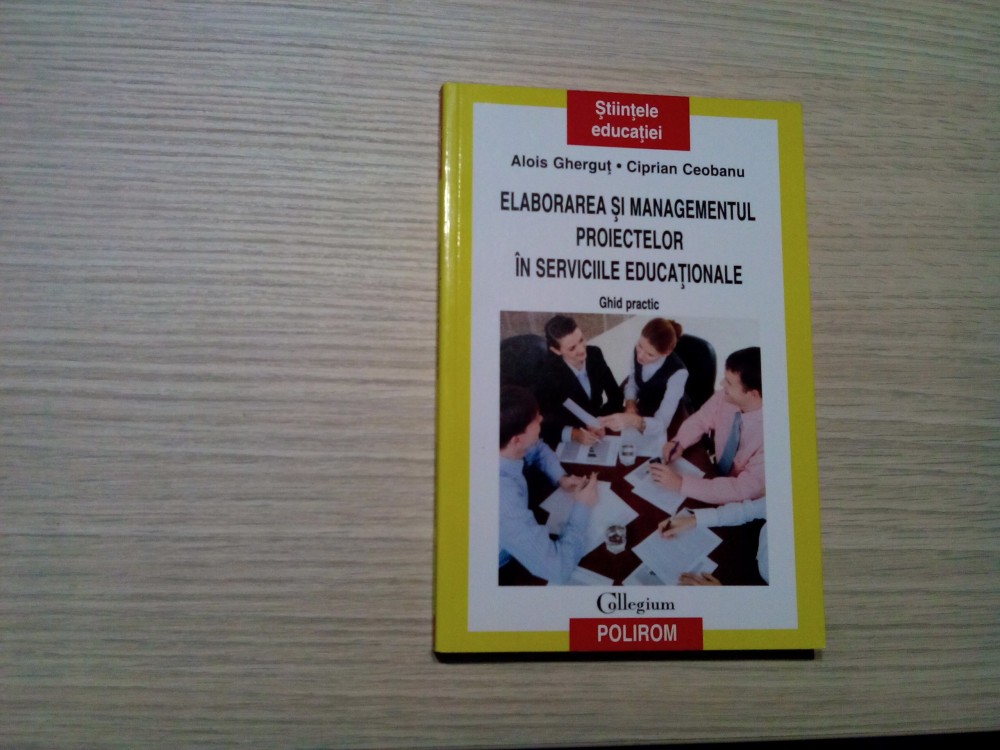 Științele
educației
Alois Gherguț • Ciprian Ceobanu
ELABORAREA ȘI MANAGEMENTUL
PROIECTELOR
ÎN SERVICIILE EDUCAȚIONALE
Ghid practic
Collegium
POLIROM